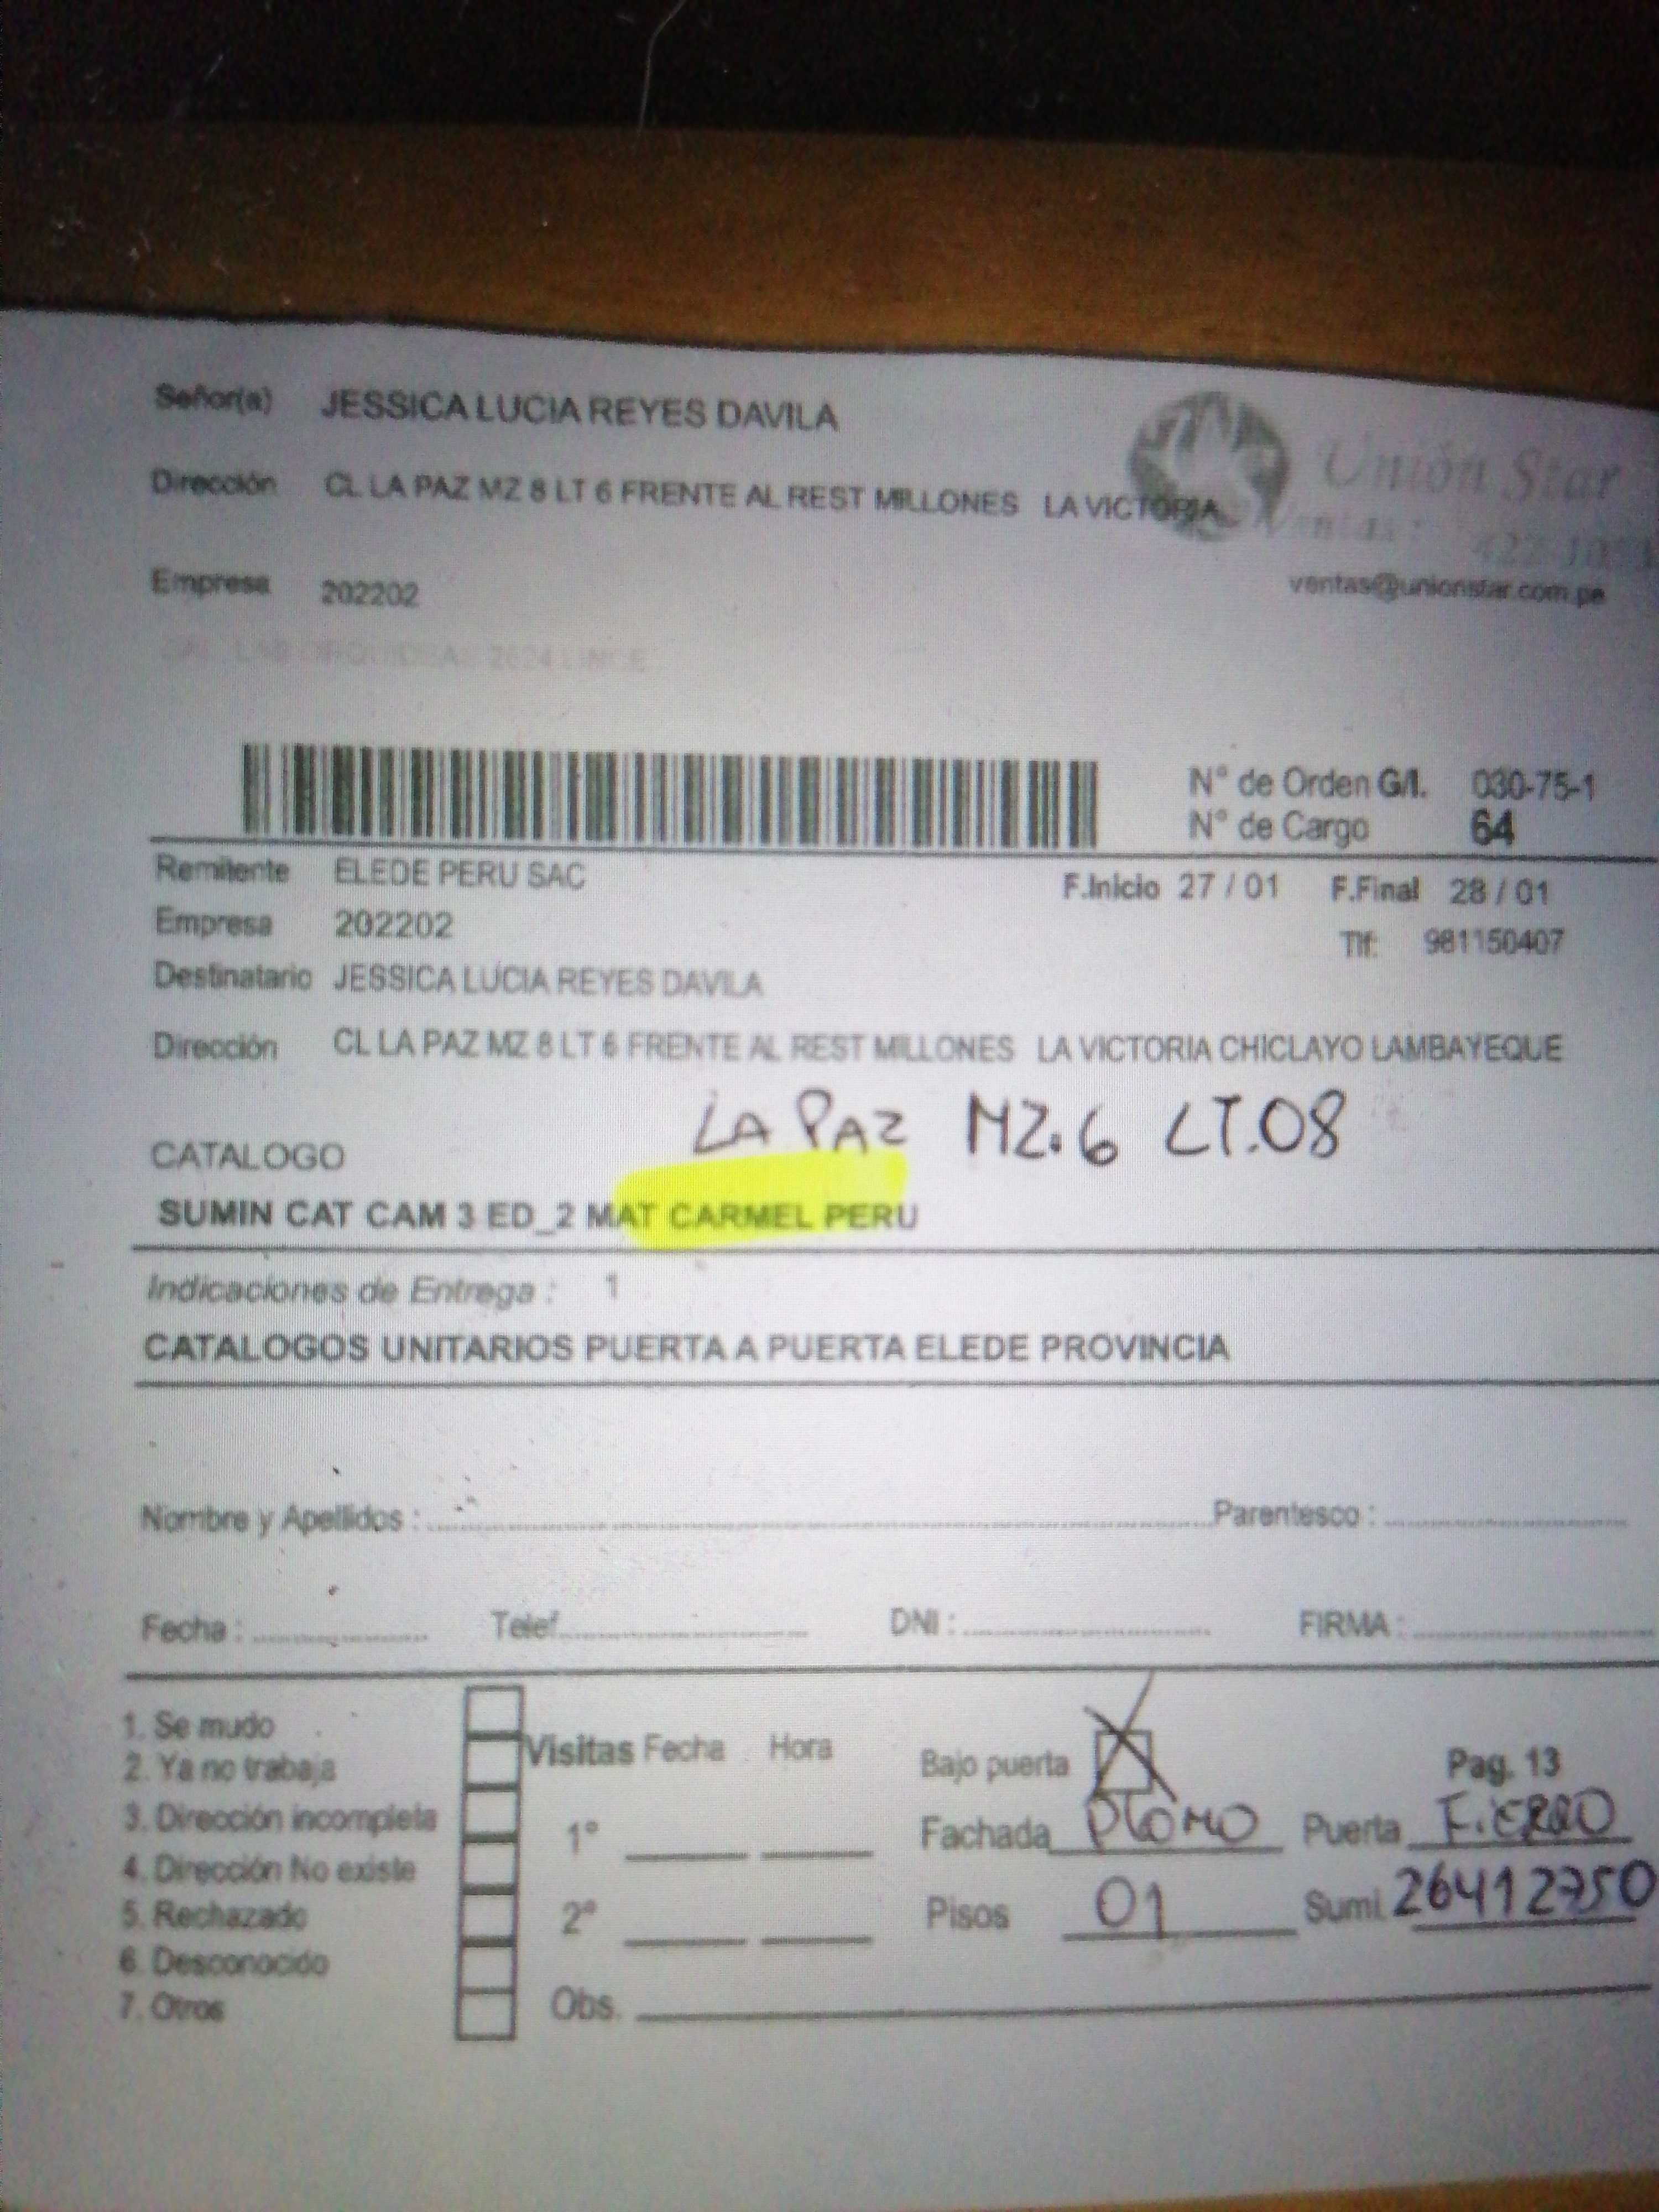 Señor(a) JESSICA LUCIA REYES DAVILA
Unión Star
Dirección CL LA PAZ MZ 8 LT 6 FRENTE AL REST MILLONES LA VICTORIA
Ventas:
Empresa 202202
ventas@unionstar.com.pe
N° de Orden G/I. 030-75-1
N° de Cargo 64
Remitente ELEDE PERU SAC
F.Inicio 27 / 01 F.Final 28 / 01
Empresa 202202
Tlf: 981150407
Destinatario JESSICA LUCIA REYES DAVILA
Dirección CL LA PAZ MZ 8 LT 6 FRENTE AL REST MILLONES LA VICTORIA CHICLAYO LAMBAYEQUE
LA PAZ MZ.6 LT.08
CATALOGO
SUMIN CAT CAM 3 ED_2 MAT CARMEL PERU
Indicaciones de Entrega : 1
CATALOGOS UNITARIOS PUERTA A PUERTA ELEDE PROVINCIA
Nombre y Apellidos : Parentesco :
Fecha : Telef. DNI : FIRMA :
1. Se mudo
2. Ya no trabaja
3. Dirección incompleta
4. Dirección No existe
5. Rechazado
6. Desconocido
7. Otros
Visitas Fecha Hora
1°
2°
Obs.
Bajo puerta Pag. 13
Fachada PLOMO Puerta FIERRO
Pisos 01 Sumi. 26412750